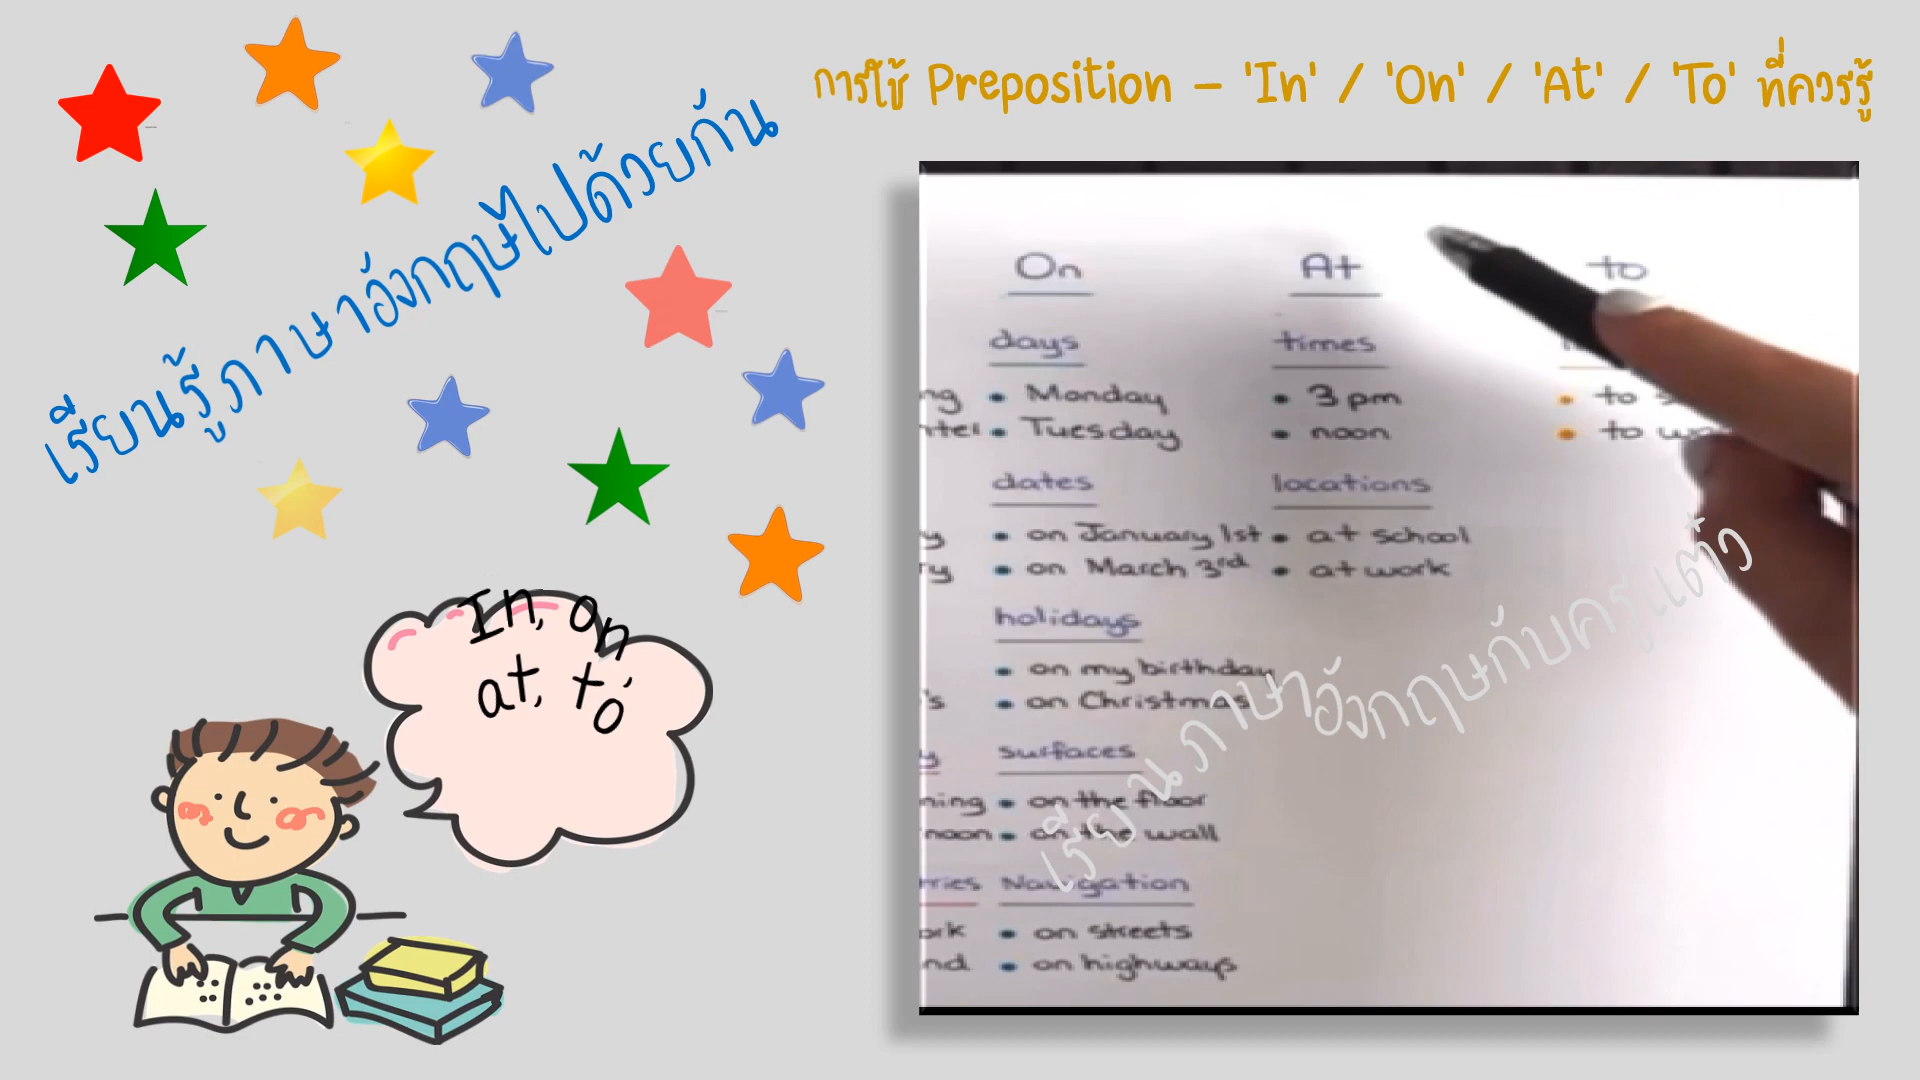 การใช้ Preposition - 'In' / 'On' / 'At' / 'To' ที่ควรรู้
เรียนรู้ภาษาอังกฤษไปด้วยกัน
In, on,
at, to
On At to
days times
Monday 3 pm to
Tuesday noon to
dates locations
on January 1st at school
on March 3rd at work
holidays
on my birthday
on Christmas
surfaces
on the floor
on the wall
Navigation
on streets
on highways
เรียนภาษาอังกฤษกับครูแต๋ว